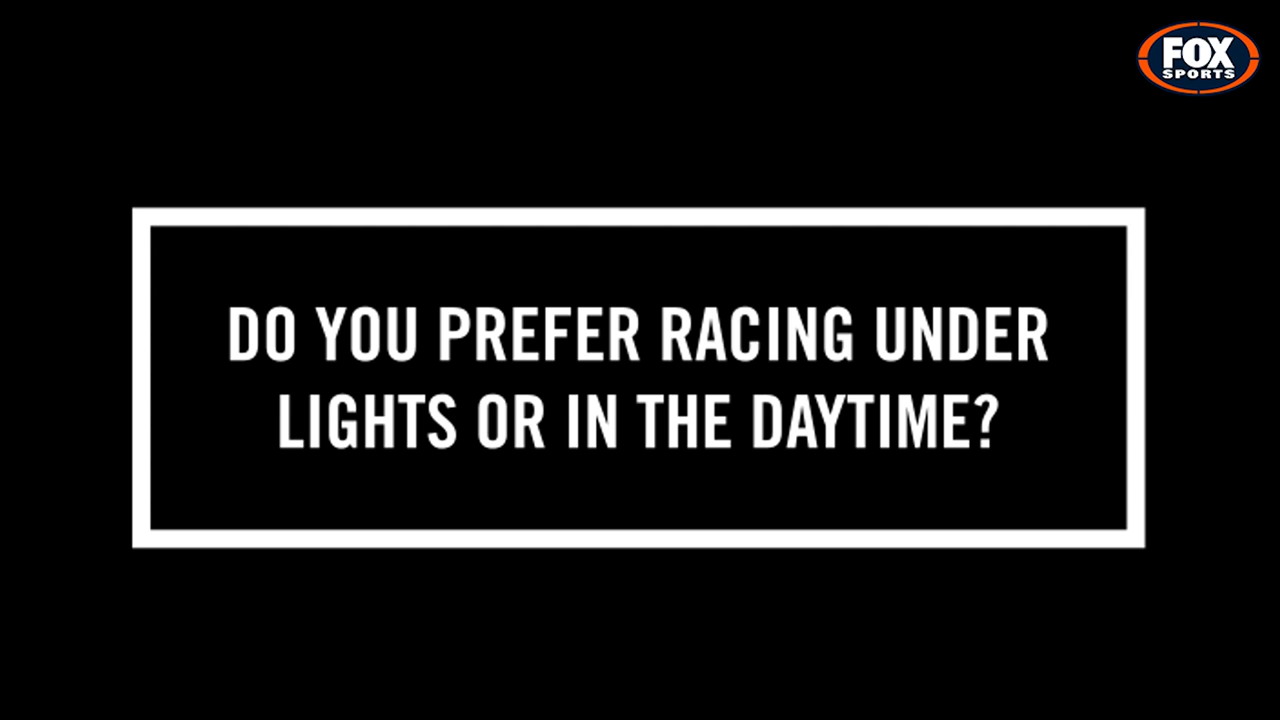 FOX
SPORTS
DO YOU PREFER RACING UNDER
LIGHTS OR IN THE DAYTIME?